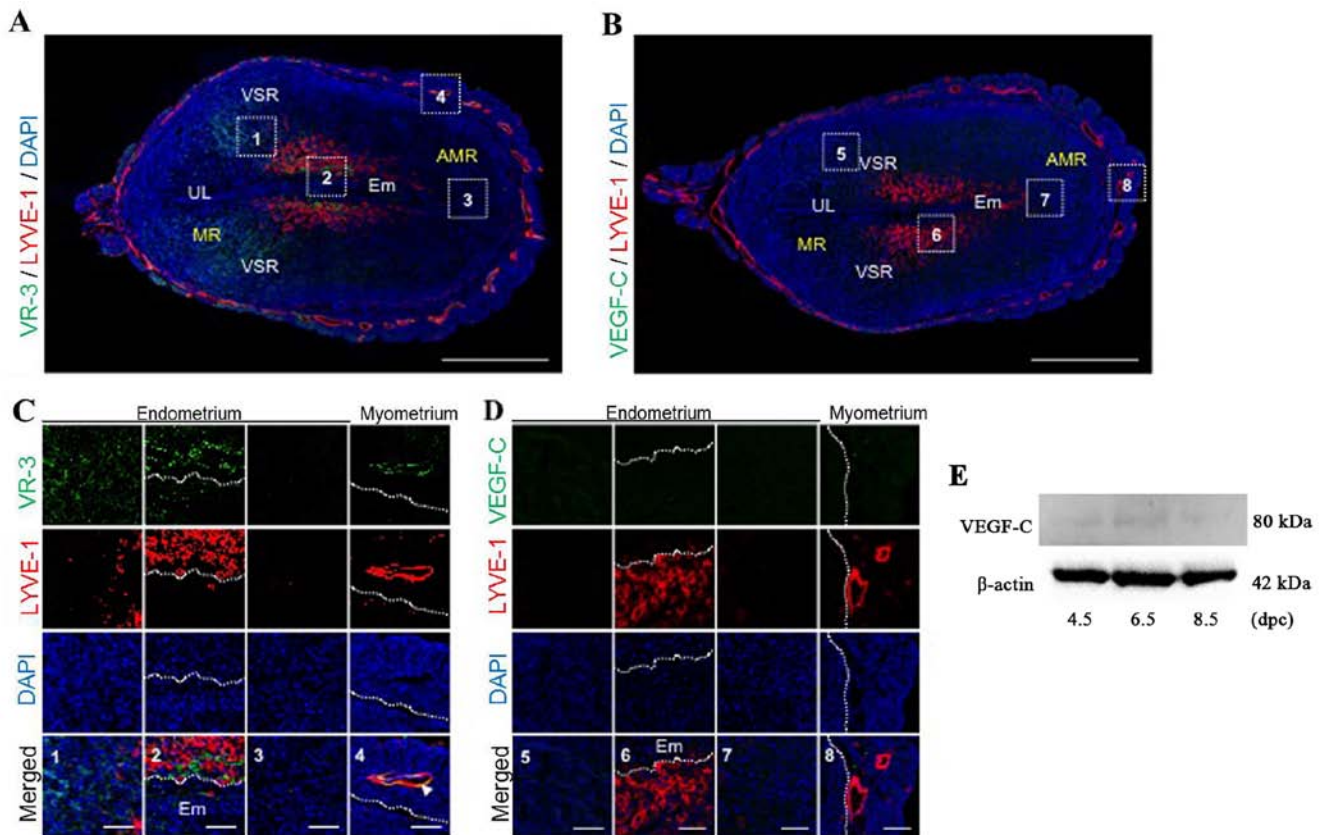 A
VR-3 / LYVE-1 / DAPI
VSR
1
4
2
AMR
UL
Em
3
MR
VSR
B
VEGF-C / LYVE-1 / DAPI
5
VSR
AMR
UL
Em
7
8
MR
6
VSR
C
Endometrium
Myometrium
VR-3
LYVE-1
DAPI
Merged
1
2
3
4
Em
D
Endometrium
Myometrium
VEGF-C
LYVE-1
DAPI
Merged
5
6
Em
7
8
E
VEGF-C 80 kDa
β-actin 42 kDa
4.5 6.5 8.5 (dpc)